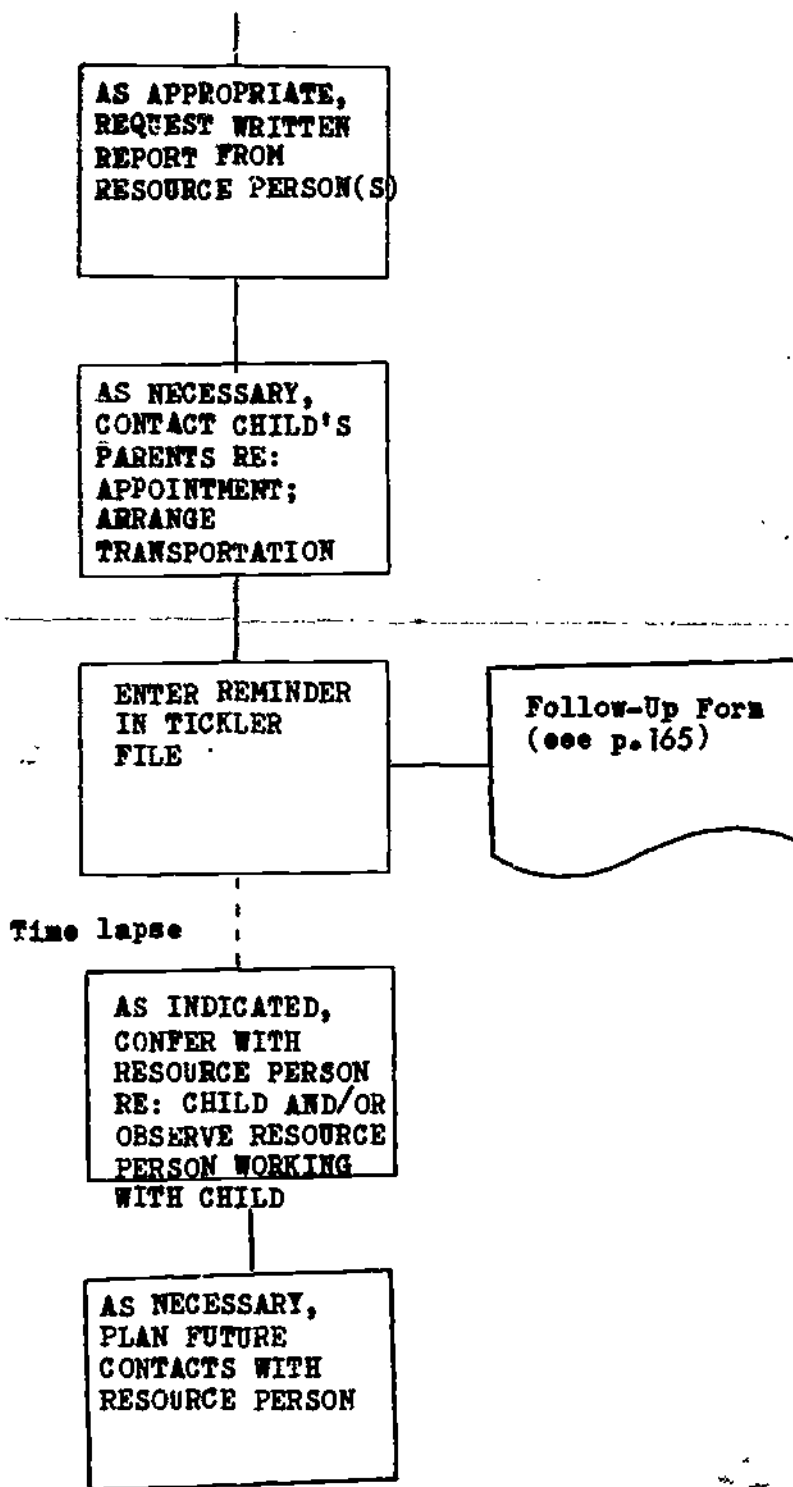 AS APPROPRIATE,
REQUEST WRITTEN
REPORT FROM
RESOURCE PERSON(S)
AS NECESSARY,
CONTACT CHILD'S
PARENTS RE:
APPOINTMENT;
ARRANGE
TRANSPORTATION
ENTER REMINDER
IN TICKLER
FILE
Follow-Up Form
(see p.165)
Time lapse
AS INDICATED,
CONFER WITH
RESOURCE PERSON
RE: CHILD AND/OR
OBSERVE RESOURCE
PERSON WORKING
WITH CHILD
AS NECESSARY,
PLAN FUTURE
CONTACTS WITH
RESOURCE PERSON